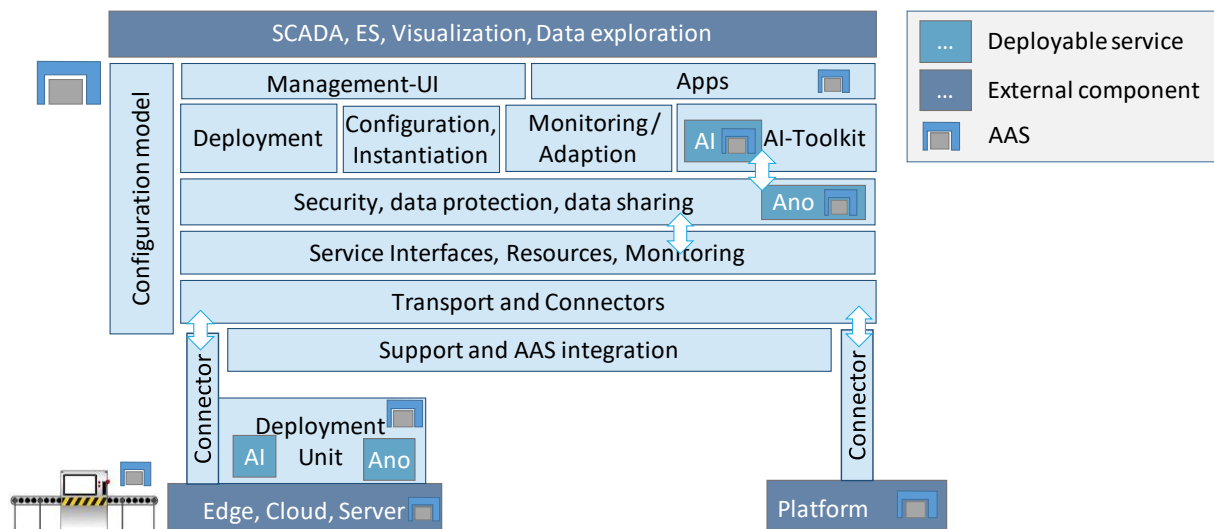 SCADA, ES, Visualization, Data exploration
... Deployable service
... External component
AAS
Configuration model
Management-UI
Apps
Deployment
Configuration,
Instantiation
Monitoring/
Adaption
AI
AI-Toolkit
Security, data protection, data sharing
Ano
Service Interfaces, Resources, Monitoring
Transport and Connectors
Support and AAS integration
Connector
Connector
Deployment
Unit
AI
Ano
Edge, Cloud, Server
Platform